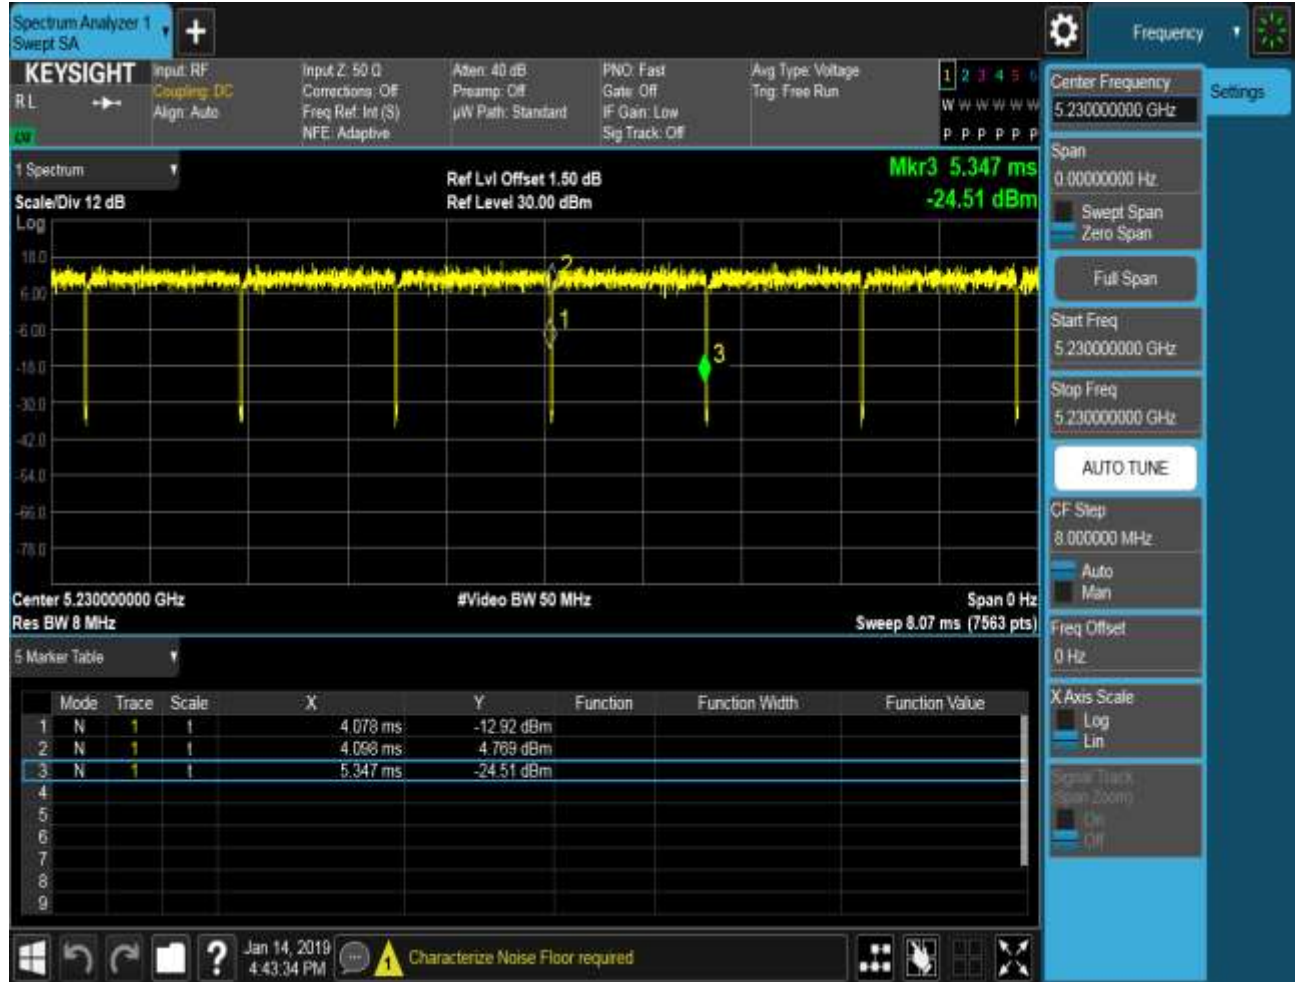 Spectrum Analyzer 1
Swept SA
+
Frequency
KEYSIGHT
RL
Input: RF
Coupling: DC
Align: Auto
Input Z: 50 Ω
Corrections: Off
Freq Ref: Int (S)
NFE: Adaptive
Atten: 40 dB
Preamp: Off
µW Path: Standard
PNO: Fast
Gate: Off
IF Gain: Low
Sig Track: Off
Avg Type: Voltage
Trig: Free Run
1 2 3 4 5 6
W W W W W W
P P P P P P
1 Spectrum
Scale/Div 12 dB
Log
Ref Lvl Offset 1.50 dB
Ref Level 30.00 dBm
Mkr3 5.347 ms
-24.51 dBm
18.0
6.00
-6.00
-18.0
-30.0
-42.0
-54.0
-66.0
-78.0
2
1
3
Center 5.230000000 GHz
Res BW 8 MHz
#Video BW 50 MHz
Span 0 Hz
Sweep 8.07 ms (7563 pts)
5 Marker Table
Mode Trace Scale X Y Function Function Width Function Value
1 N 1 t 4.078 ms -12.92 dBm
2 N 1 t 4.098 ms 4.769 dBm
3 N 1 t 5.347 ms -24.51 dBm
4
5
6
7
8
9
Center Frequency
5.230000000 GHz
Settings
Span
0.00000000 Hz
Swept Span
Zero Span
Full Span
Start Freq
5.230000000 GHz
Stop Freq
5.230000000 GHz
AUTO TUNE
CF Step
8.000000 MHz
Auto
Man
Freq Offset
0 Hz
X Axis Scale
Log
Lin
Signal Track
(Span Zoom)
On
Off
?
Jan 14, 2019
4:43:34 PM
1
Characterize Noise Floor required